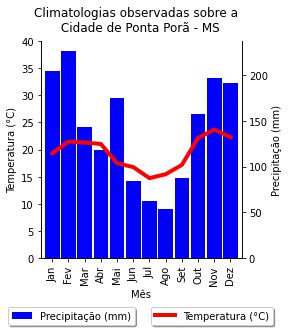 Climatologias observadas sobre a
Cidade de Ponta Porã - MS
40
35
30
25
20
15
10
5
0
Temperatura (°C)
200
150
100
50
0
Precipitação (mm)
Jan
Fev
Mar
Abr
Mai
Jun
Jul
Ago
Set
Out
Nov
Dez
Mês
Precipitação (mm)
Temperatura (°C)